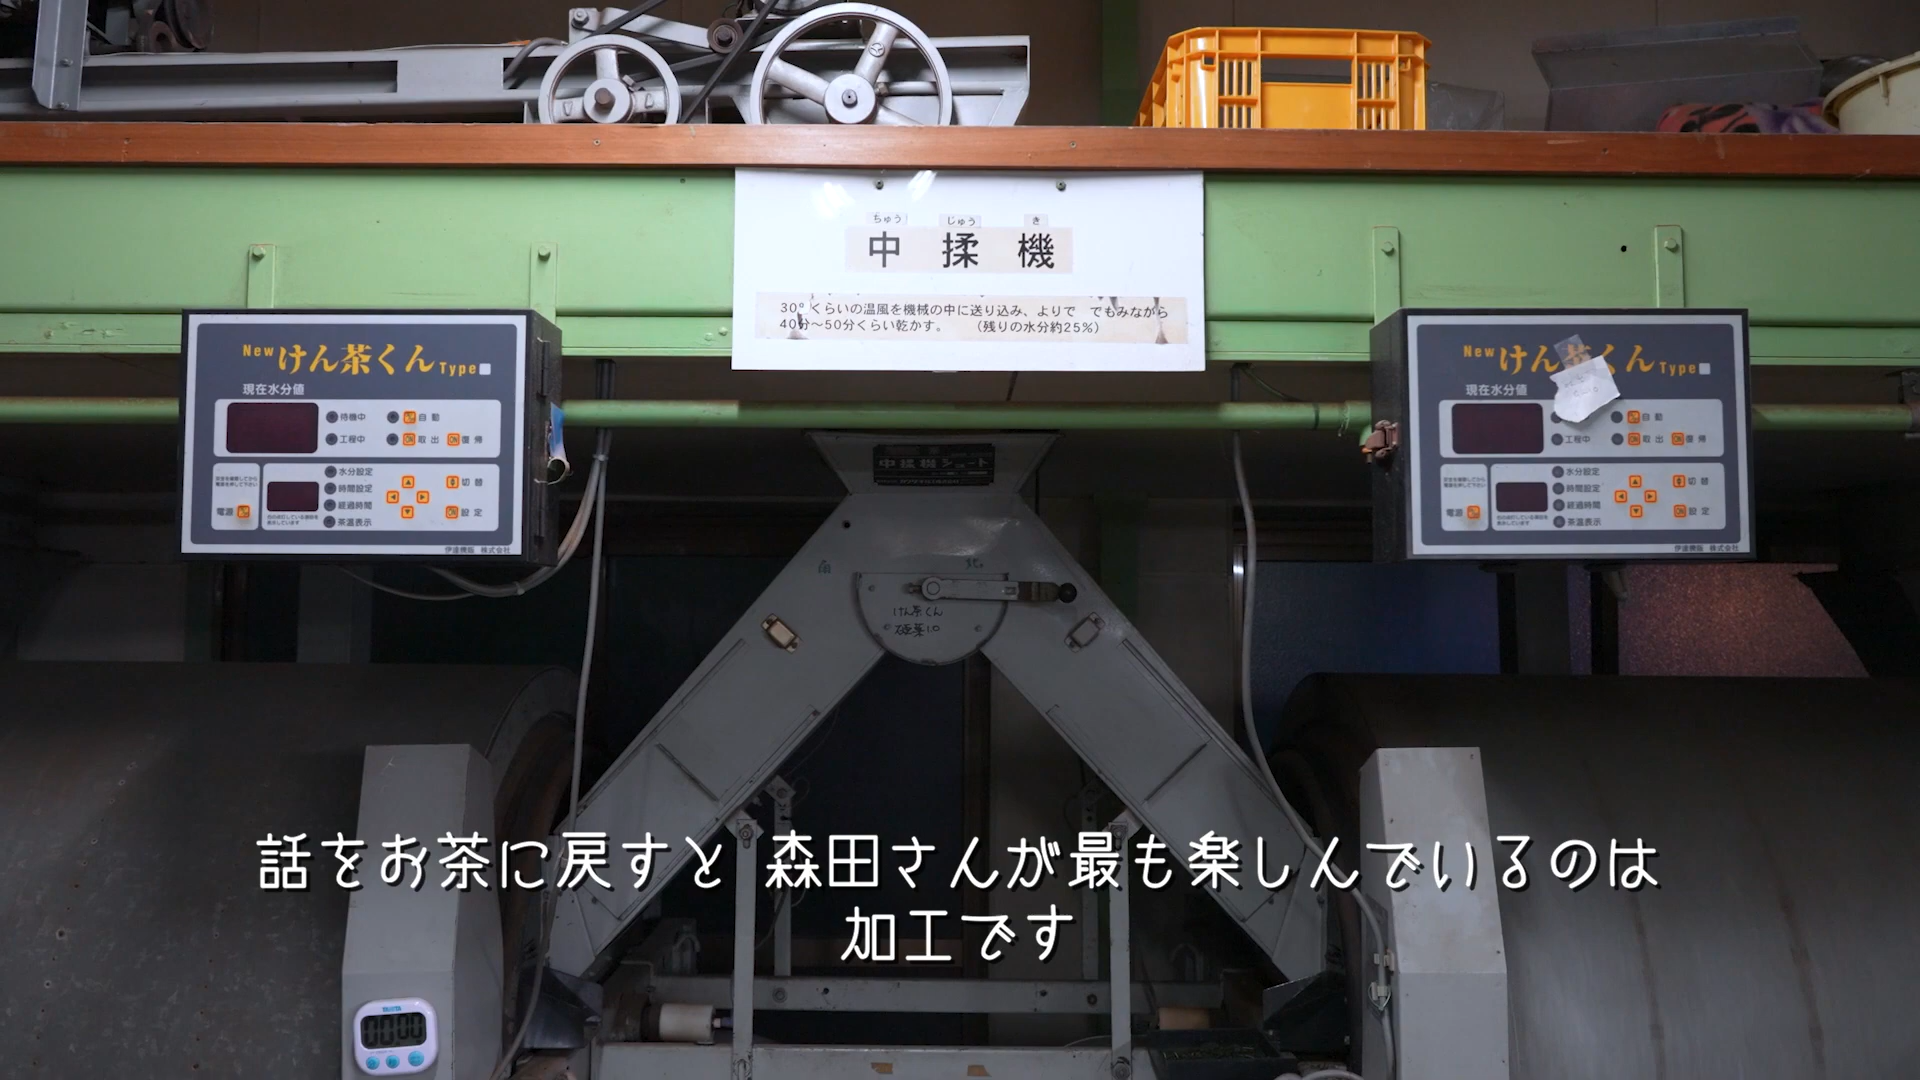 ちゅう じゅう き
中 揉 機
30°くらいの温風を機械の中に送り込み、よりで でもみながら
40分～50分くらい乾かす。 （残りの水分約25%）
New けん茶くん Type
現在水分値
待機中 自動
工程中 取出 復帰
水分設定
時間設定 切替
経過時間
電源 設定
茶温表示
伊達機販 株式会社
New けん茶くん Type
現在水分値
自動
工程中 取出 復帰
水分設定
時間設定 切替
経過時間
電源 設定
茶温表示
伊達機販 株式会社
中揉機シュート
けん茶くん
TANITA
00:00
話をお茶に戻すと 森田さんが最も楽しんでいるのは
加工です